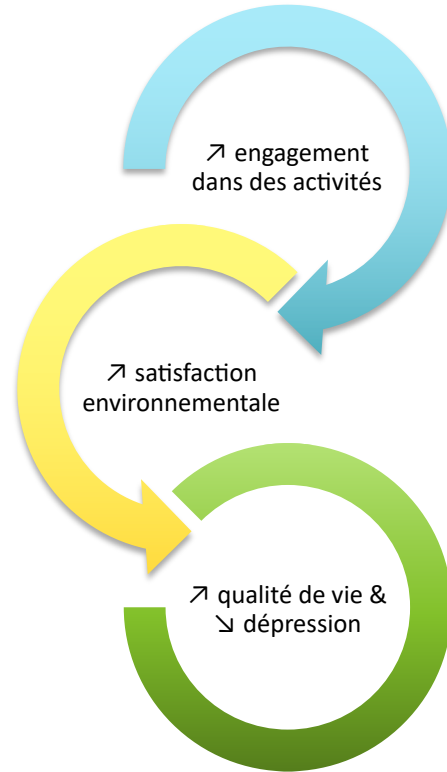 ↗ engagement
dans des activités
↗ satisfaction
environnementale
↗ qualité de vie &
↘ dépression